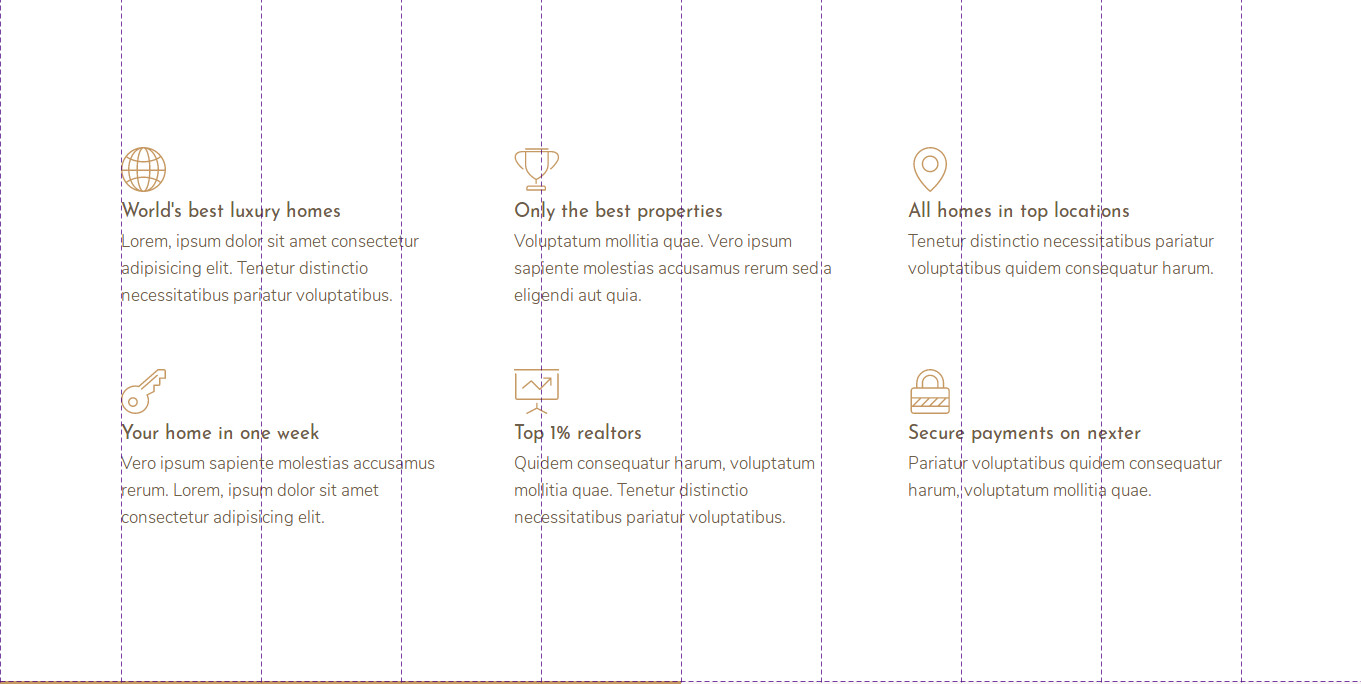 World's best luxury homes
Lorem, ipsum dolor sit amet consectetur
adipisicing elit. Tenetur distinctio
necessitatibus pariatur voluptatibus.
Only the best properties
Voluptatum mollitia quae. Vero ipsum
sapiente molestias accusamus rerum sed a
eligendi aut quia.
All homes in top locations
Tenetur distinctio necessitatibus pariatur
voluptatibus quidem consequatur harum.
Your home in one week
Vero ipsum sapiente molestias accusamus
rerum. Lorem, ipsum dolor sit amet
consectetur adipisicing elit.
Top 1% realtors
Quidem consequatur harum, voluptatum
mollitia quae. Tenetur distinctio
necessitatibus pariatur voluptatibus.
Secure payments on nexter
Pariatur voluptatibus quidem consequatur
harum, voluptatum mollitia quae.